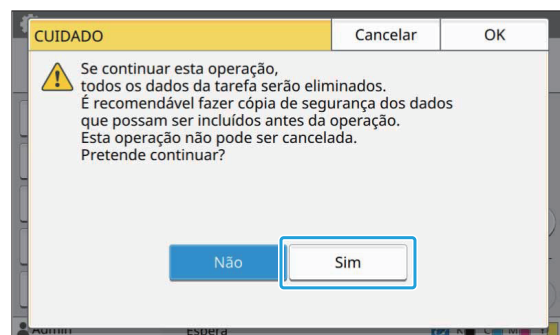 CUIDADO
Cancelar
OK
Se continuar esta operação,
todos os dados da tarefa serão eliminados.
É recomendável fazer cópia de segurança dos dados
que possam ser incluídos antes da operação.
Esta operação não pode ser cancelada.
Pretende continuar?
Não
Sim
Admin
Espera
K
C
M
Y